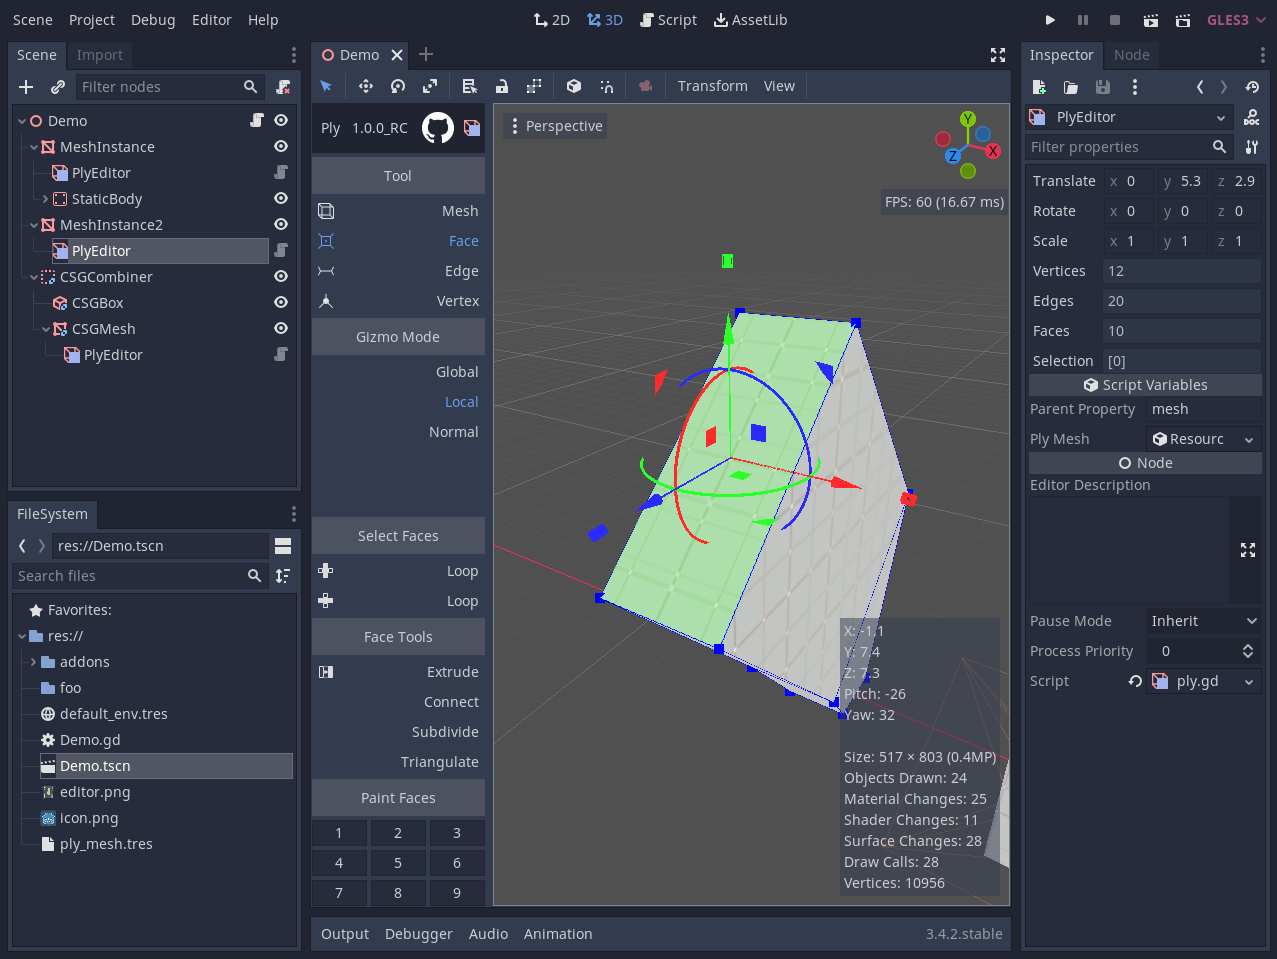 Scene Project Debug Editor Help
2D 3D Script AssetLib
GLES3
Scene Import
Filter nodes
Demo
MeshInstance
PlyEditor
StaticBody
MeshInstance2
PlyEditor
CSGCombiner
CSGBox
CSGMesh
PlyEditor
FileSystem
res://Demo.tscn
Search files
Favorites:
res://
addons
foo
default_env.tres
Demo.gd
Demo.tscn
editor.png
icon.png
ply_mesh.tres
Demo
Transform View
Ply 1.0.0_RC
Tool
Mesh
Face
Edge
Vertex
Gizmo Mode
Global
Local
Normal
Select Faces
Loop
Loop
Face Tools
Extrude
Connect
Subdivide
Triangulate
Paint Faces
1 2 3
4 5 6
7 8 9
Perspective
Y
X
Z
FPS: 60 (16.67 ms)
X: -1.1
Y: 7.4
Z: 7.3
Pitch: -26
Yaw: 32
Size: 517 × 803 (0.4MP)
Objects Drawn: 24
Material Changes: 25
Shader Changes: 11
Surface Changes: 28
Draw Calls: 28
Vertices: 10956
Output Debugger Audio Animation
3.4.2.stable
Inspector Node
PlyEditor
Filter properties
Translate x 0 y 5.3 z 2.9
Rotate x 0 y 0 z 0
Scale x 1 y 1 z 1
Vertices 12
Edges 20
Faces 10
Selection [0]
Script Variables
Parent Property mesh
Ply Mesh Resourc
Node
Editor Description
Pause Mode Inherit
Process Priority 0
Script ply.gd